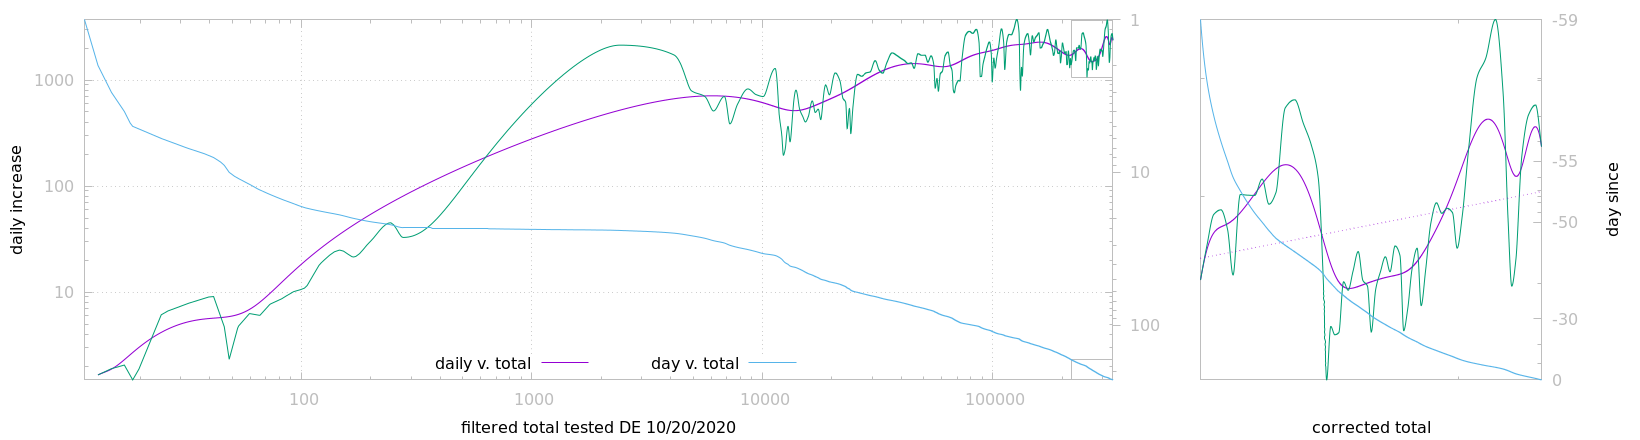 daily increase
1000
100
10
100
1000
10000
100000
1
10
100
daily v. total
day v. total
filtered total tested DE 10/20/2020
-59
-55
-50
-30
0
day since
corrected total